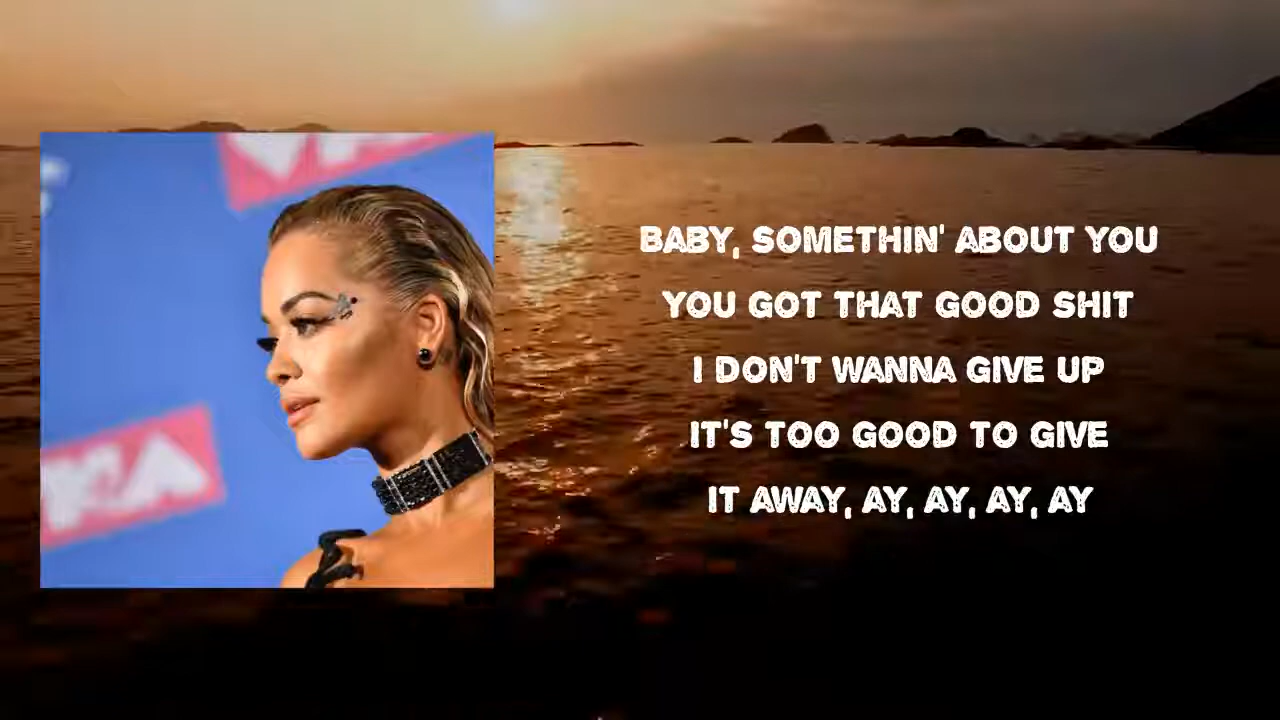 BABY, SOMETHIN' ABOUT YOU
YOU GOT THAT GOOD SHIT
I DON'T WANNA GIVE UP
IT'S TOO GOOD TO GIVE
IT AWAY, AY, AY, AY, AY